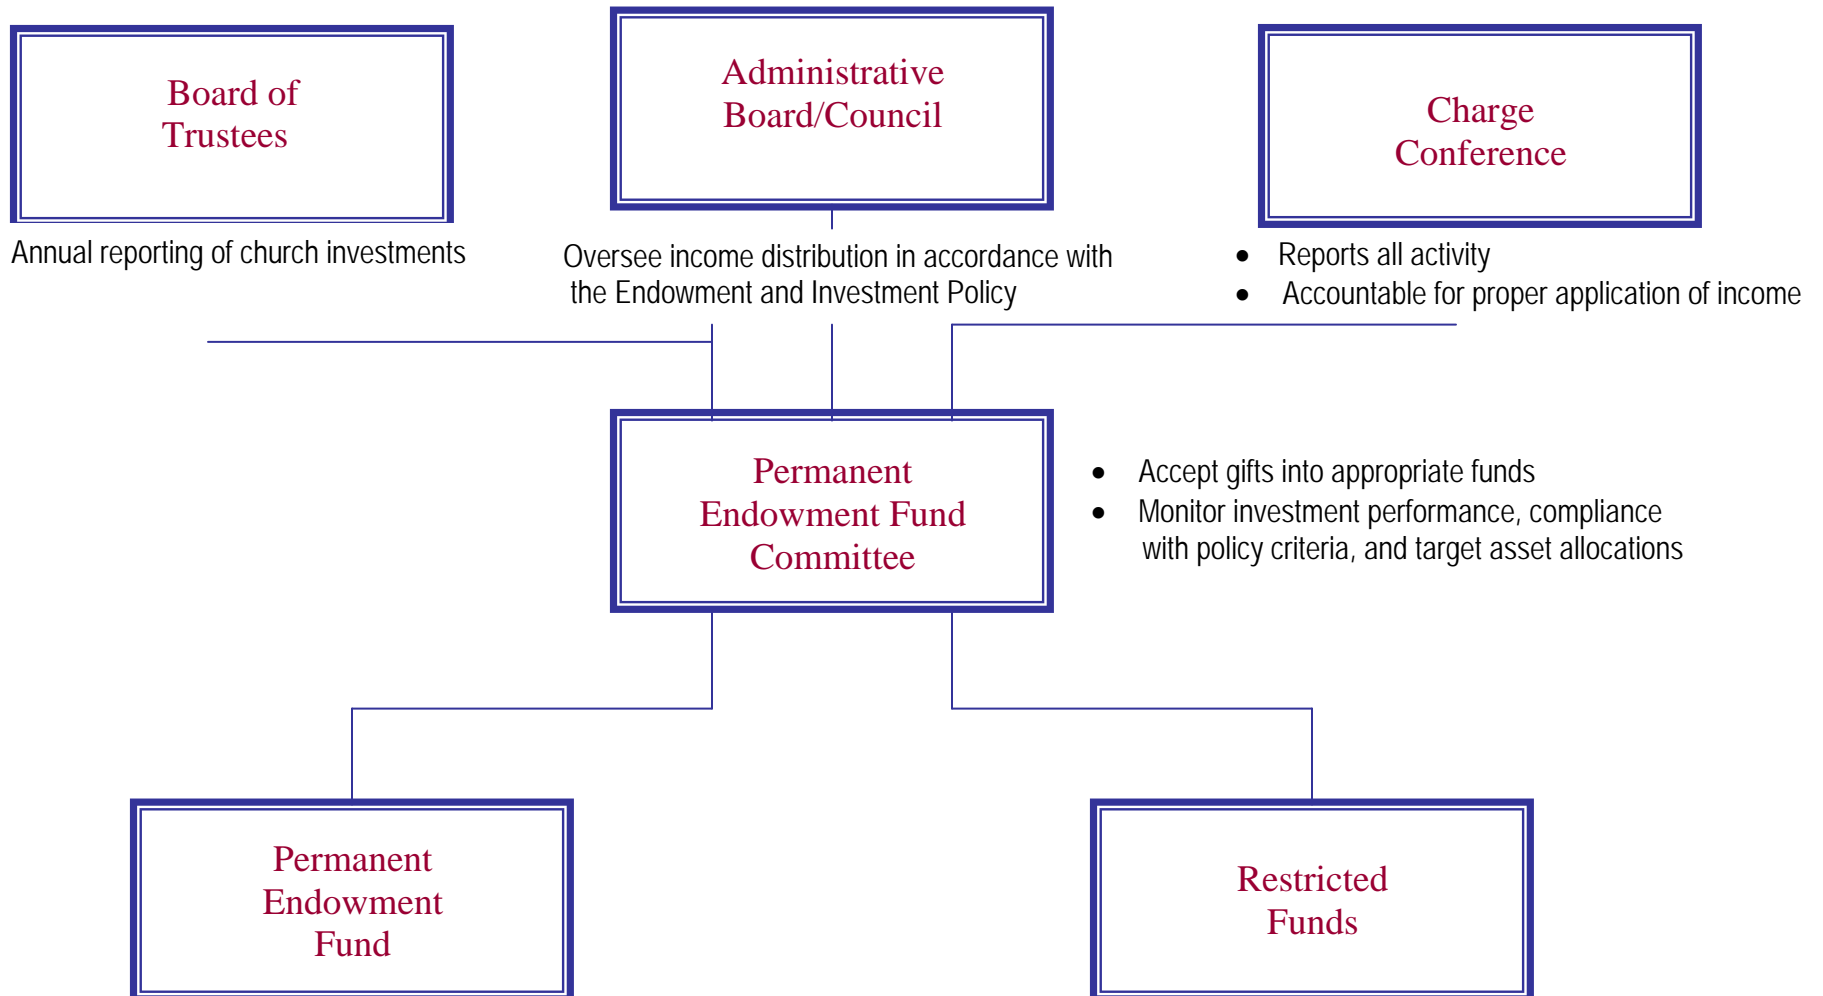 Board of
Trustees
Administrative
Board/Council
Charge
Conference
Annual reporting of church investments
Oversee income distribution in accordance with
the Endowment and Investment Policy
• Reports all activity
• Accountable for proper application of income
Permanent
Endowment Fund
Committee
• Accept gifts into appropriate funds
• Monitor investment performance, compliance
with policy criteria, and target asset allocations
Permanent
Endowment
Fund
Restricted
Funds